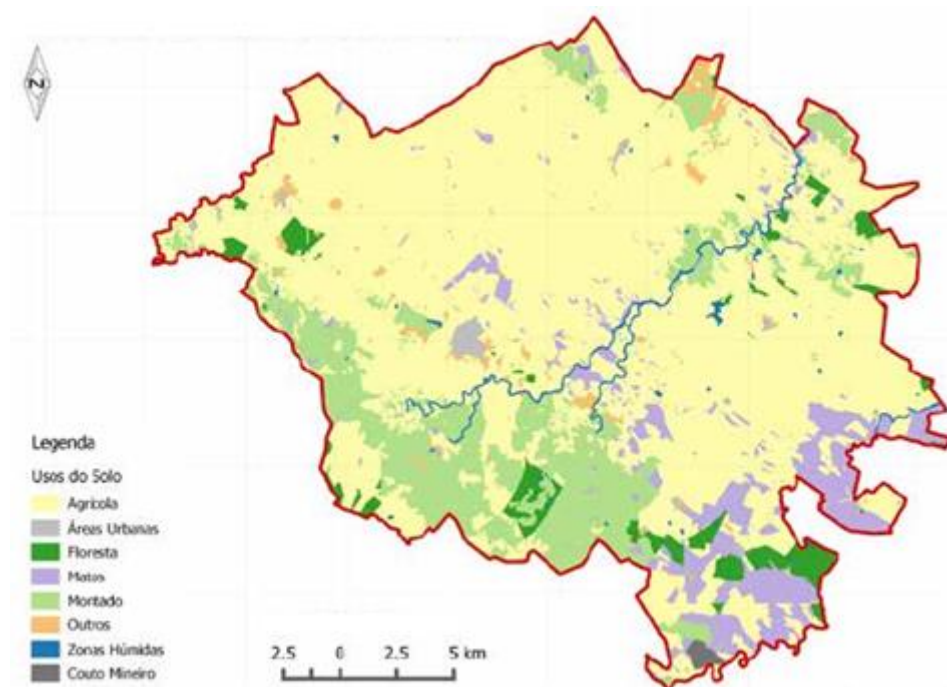 N
Legenda
Usos do Solo
Agrícola
Áreas Urbanas
Floresta
Matos
Montado
Outros
Zonas Húmidas
Couto Mineiro
2.5 0 2.5 5 km